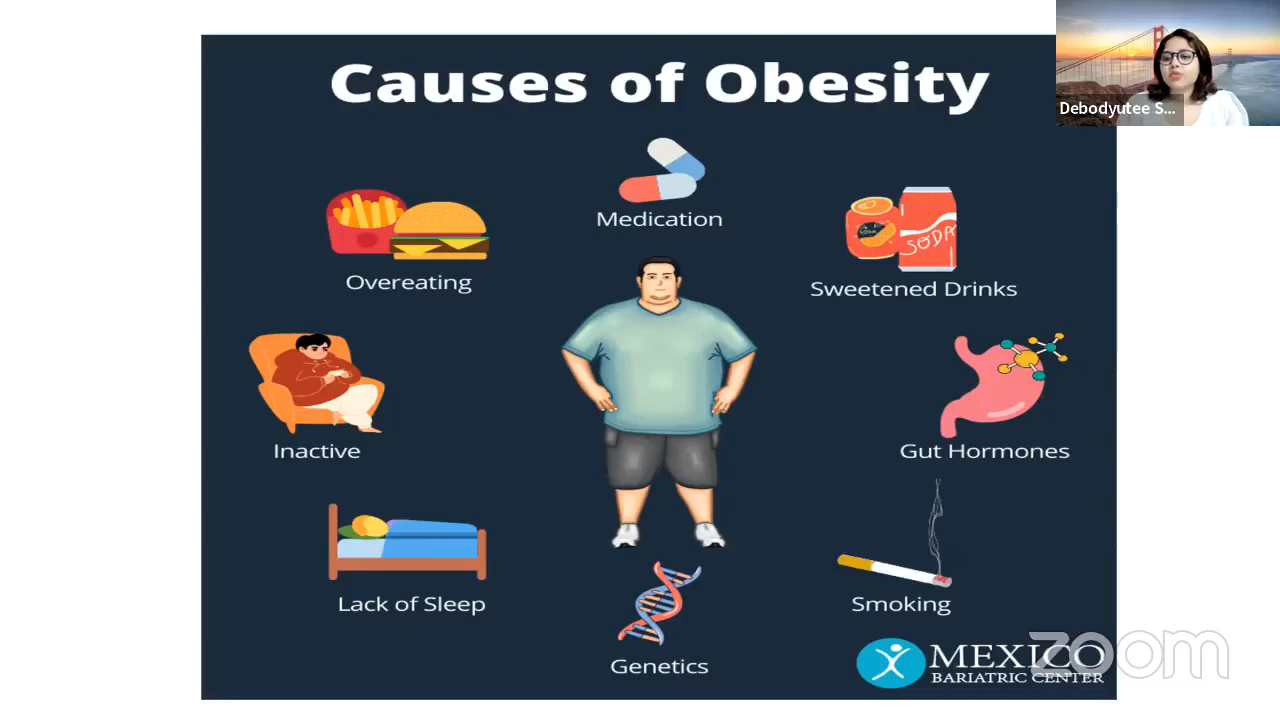 Causes of Obesity
Debodyutee S...
Medication
SODA
Overeating
Sweetened Drinks
Inactive
Gut Hormones
Lack of Sleep
Smoking
Genetics
MEXICO
BARIATRIC CENTER
zoom